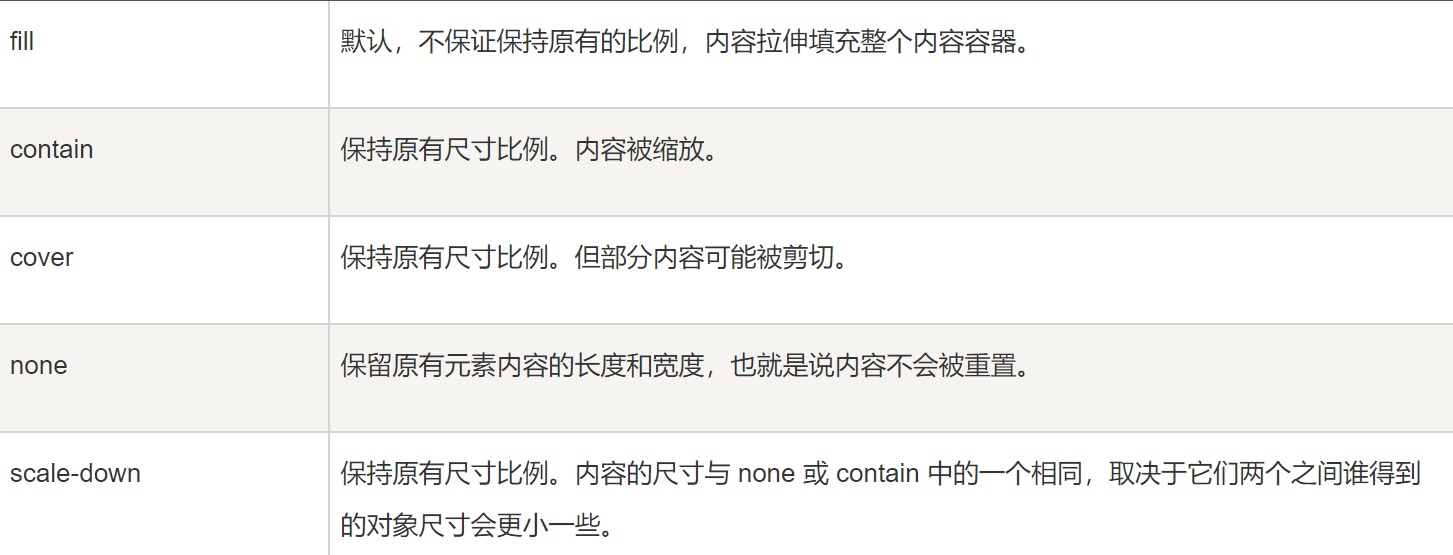 fill
默认，不保证保持原有的比例，内容拉伸填充整个内容容器。
contain
保持原有尺寸比例。内容被缩放。
cover
保持原有尺寸比例。但部分内容可能被剪切。
none
保留原有元素内容的长度和宽度，也就是说内容不会被重置。
scale-down
保持原有尺寸比例。内容的尺寸与 none 或 contain 中的一个相同，取决于它们两个之间谁得到
的对象尺寸会更小一些。